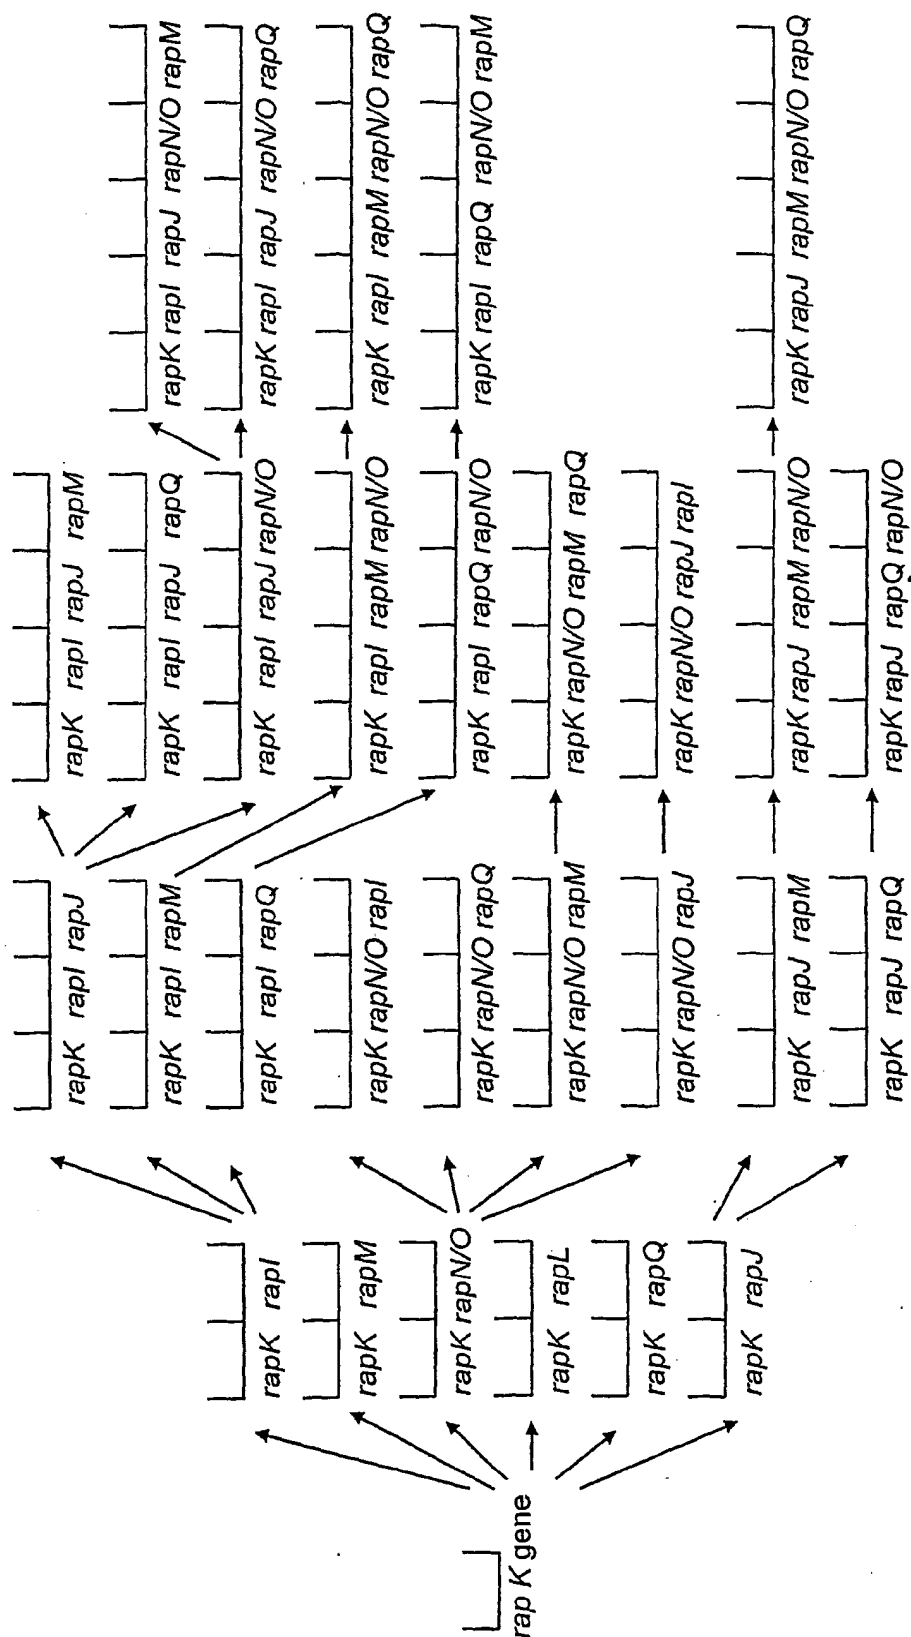 rap K gene
rapK rapI
rapK rapM
rapK rapN/O
rapK rapL
rapK rapQ
rapK rapJ
rapK rapI rapJ
rapK rapI rapM
rapK rapI rapQ
rapK rapN/O rapI
rapK rapN/O rapQ
rapK rapN/O rapM
rapK rapN/O rapJ
rapK rapJ rapM
rapK rapJ rapQ
rapK rapI rapJ rapM
rapK rapI rapJ rapQ
rapK rapI rapJ rapN/O
rapK rapI rapM rapN/O
rapK rapI rapQ rapN/O
rapK rapN/O rapM rapQ
rapK rapN/O rapJ rapI
rapK rapJ rapM rapN/O
rapK rapJ rapQ rapN/O
rapK rapI rapJ rapN/O rapM
rapK rapI rapJ rapN/O rapQ
rapK rapI rapM rapN/O rapQ
rapK rapI rapQ rapN/O rapM
rapK rapJ rapM rapN/O rapQ